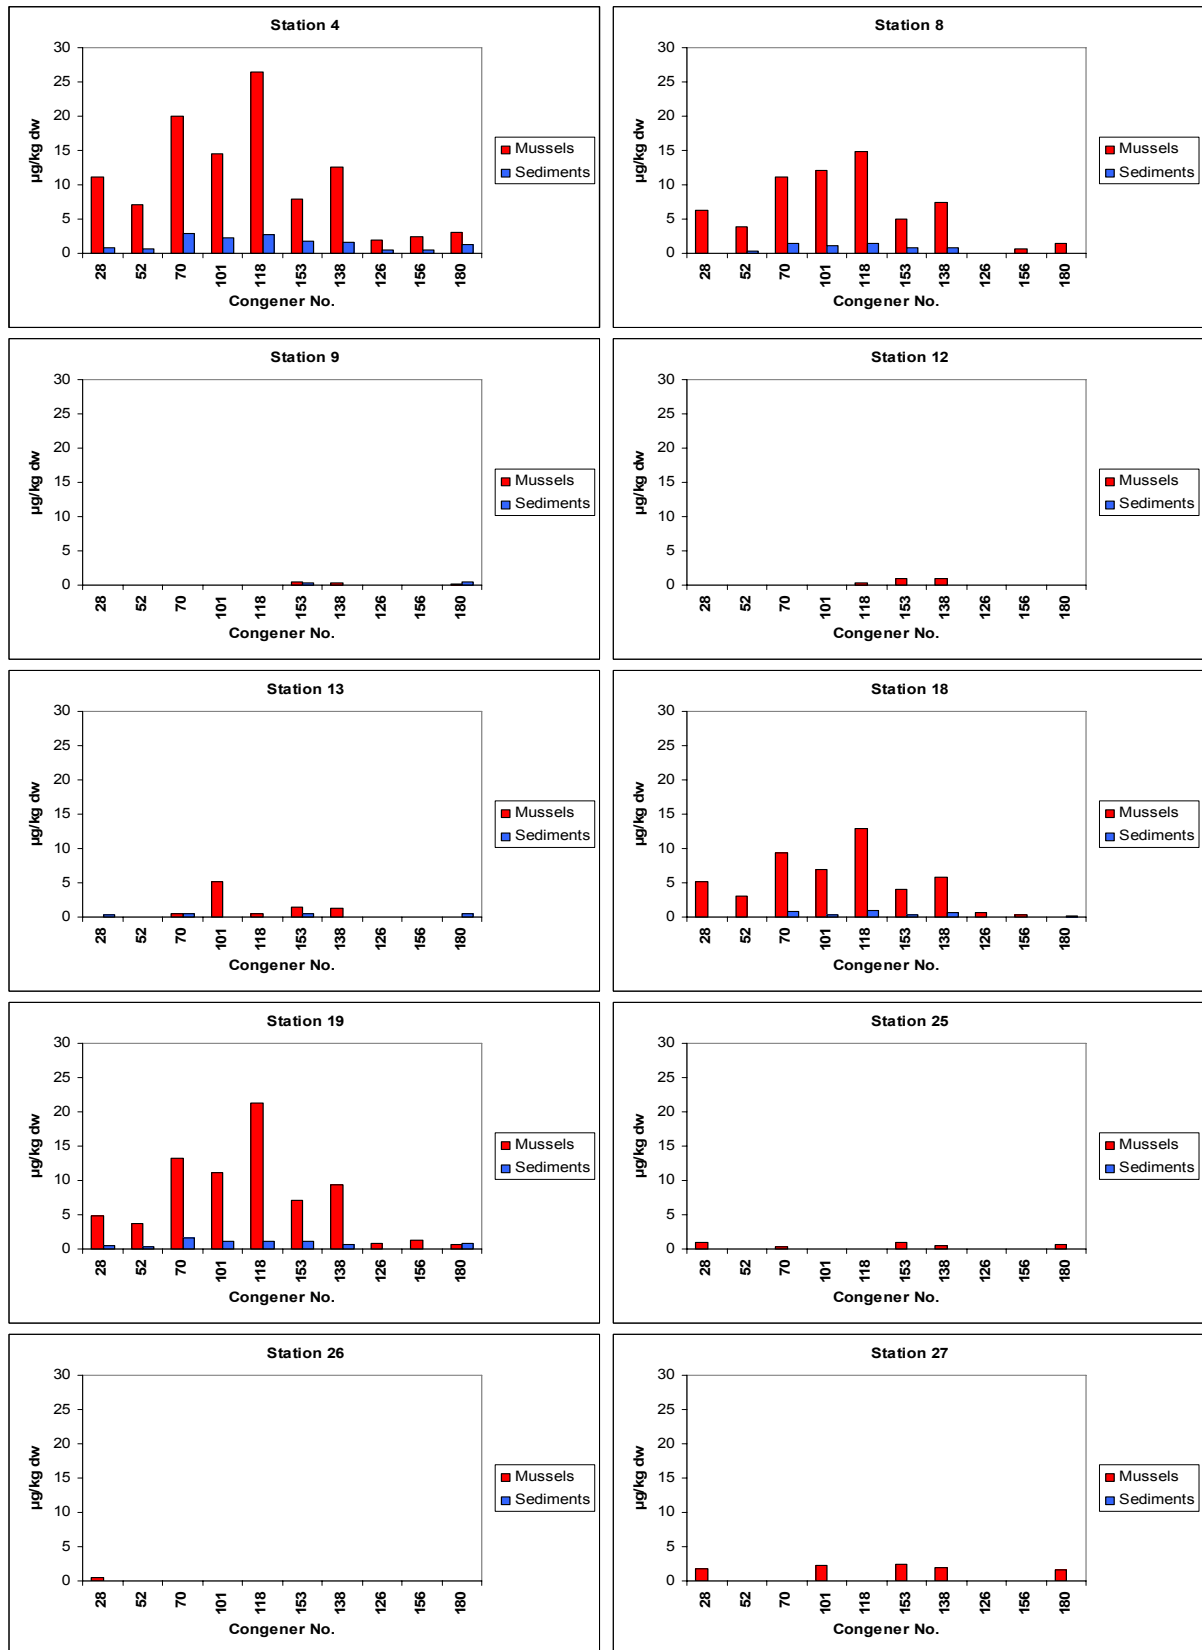 Station 4
30
25
20
15
10
5
0
µg/kg dw
28 52 70 101 118 153 138 126 156 180
Congener No.
Mussels
Sediments
Station 8
30
25
20
15
10
5
0
µg/kg dw
28 52 70 101 118 153 138 126 156 180
Congener No.
Mussels
Sediments
Station 9
30
25
20
15
10
5
0
µg/kg dw
28 52 70 101 118 153 138 126 156 180
Congener No.
Mussels
Sediments
Station 12
30
25
20
15
10
5
0
µg/kg dw
28 52 70 101 118 153 138 126 156 180
Congener No.
Mussels
Sediments
Station 13
30
25
20
15
10
5
0
µg/kg dw
28 52 70 101 118 153 138 126 156 180
Congener No.
Mussels
Sediments
Station 18
30
25
20
15
10
5
0
µg/kg dw
28 52 70 101 118 153 138 126 156 180
Congener No.
Mussels
Sediments
Station 19
30
25
20
15
10
5
0
µg/kg dw
28 52 70 101 118 153 138 126 156 180
Congener No.
Mussels
Sediments
Station 25
30
25
20
15
10
5
0
µg/kg dw
28 52 70 101 118 153 138 126 156 180
Congener No.
Mussels
Sediments
Station 26
30
25
20
15
10
5
0
µg/kg dw
28 52 70 101 118 153 138 126 156 180
Congener No.
Mussels
Sediments
Station 27
30
25
20
15
10
5
0
µg/kg dw
28 52 70 101 118 153 138 126 156 180
Congener No.
Mussels
Sediments